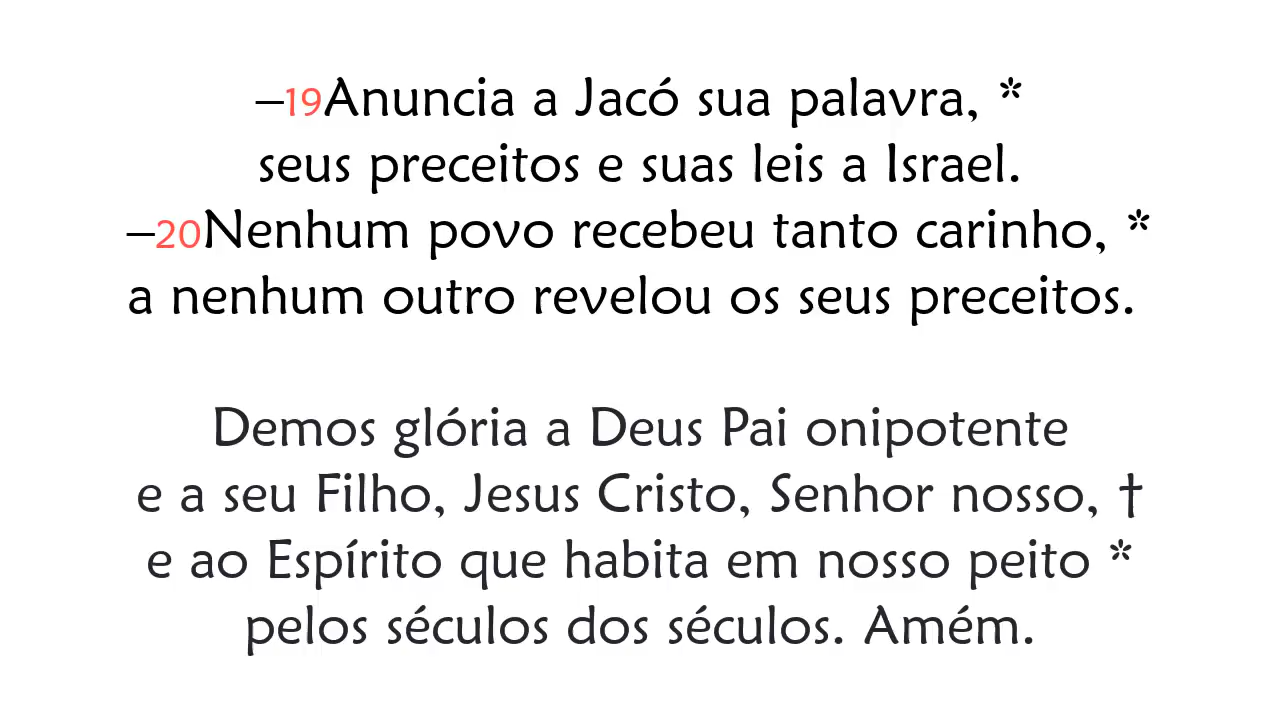 –19Anuncia a Jacó sua palavra, *
seus preceitos e suas leis a Israel.
–20Nenhum povo recebeu tanto carinho, *
a nenhum outro revelou os seus preceitos.
Demos glória a Deus Pai onipotente
e a seu Filho, Jesus Cristo, Senhor nosso, †
e ao Espírito que habita em nosso peito *
pelos séculos dos séculos. Amém.